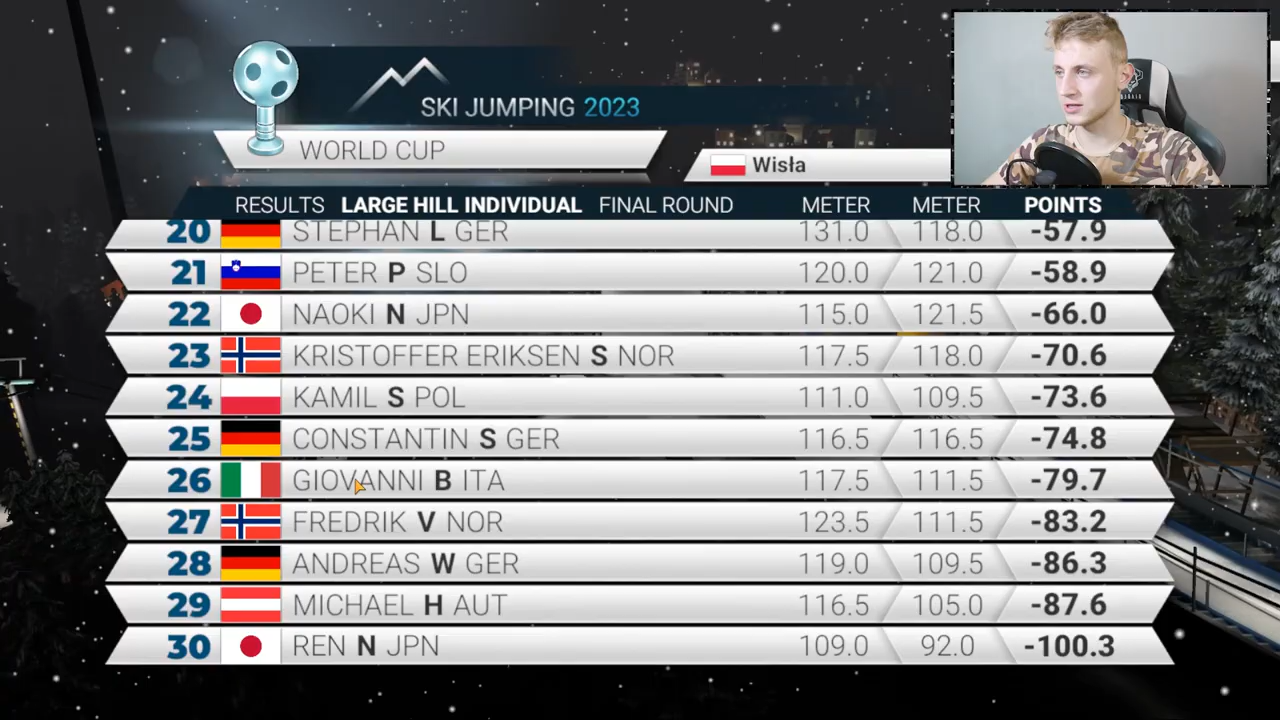 SKI JUMPING 2023
WORLD CUP
Wisła
RESULTS LARGE HILL INDIVIDUAL FINAL ROUND METER METER POINTS
20 STEPHAN L GER 131.0 118.0 -57.9
21 PETER P SLO 120.0 121.0 -58.9
22 NAOKI N JPN 115.0 121.5 -66.0
23 KRISTOFFER ERIKSEN S NOR 117.5 118.0 -70.6
24 KAMIL S POL 111.0 109.5 -73.6
25 CONSTANTIN S GER 116.5 116.5 -74.8
26 GIOVANNI B ITA 117.5 111.5 -79.7
27 FREDRIK V NOR 123.5 111.5 -83.2
28 ANDREAS W GER 119.0 109.5 -86.3
29 MICHAEL H AUT 116.5 105.0 -87.6
30 REN N JPN 109.0 92.0 -100.3